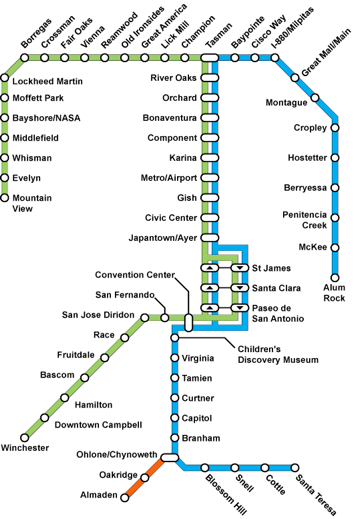 Borregas
Crossman
Fair Oaks
Vienna
Reamwood
Old Ironsides
Great America
Lick Mill
Champion
Tasman
Baypointe
Cisco Way
I-880/Milpitas
Great Mall/Main
Lockheed Martin
Moffett Park
Bayshore/NASA
Middlefield
Whisman
Evelyn
Mountain
View
River Oaks
Orchard
Bonaventura
Component
Karina
Metro/Airport
Gish
Civic Center
Japantown/Ayer
Montague
Cropley
Hostetter
Berryessa
Penitencia
Creek
McKee
Alum
Rock
St James
Santa Clara
Paseo de
San Antonio
Convention Center
San Fernando
San Jose Diridon
Race
Fruitdale
Bascom
Hamilton
Downtown Campbell
Winchester
Children's
Discovery Museum
Virginia
Tamien
Curtner
Capitol
Branham
Ohlone/Chynoweth
Oakridge
Almaden
Blossom Hill
Snell
Cottle
Santa Teresa